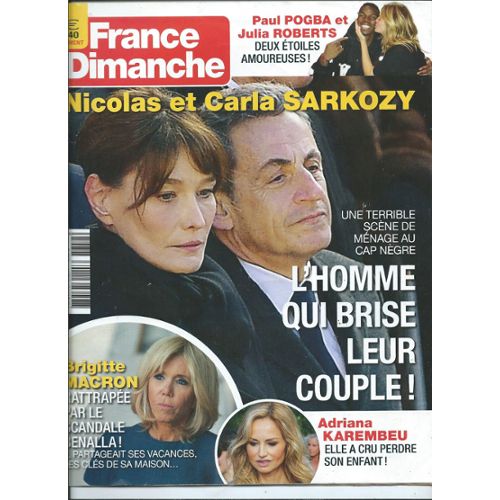 40
France
Dimanche
Paul POGBA et
Julia ROBERTS
DEUX ÉTOILES
AMOUREUSES !
Nicolas et Carla SARKOZY
UNE TERRIBLE
SCÈNE DE
MÉNAGE AU
CAP NÈGRE
L'HOMME
QUI BRISE
LEUR
COUPLE !
Brigitte
MACRON
RATTRAPÉE
PAR LE
SCANDALE
BENALLA !
PARTAGEAIT SES VACANCES,
LES CLÉS DE SA MAISON...
Adriana
KAREMBEU
ELLE A CRU PERDRE
SON ENFANT !